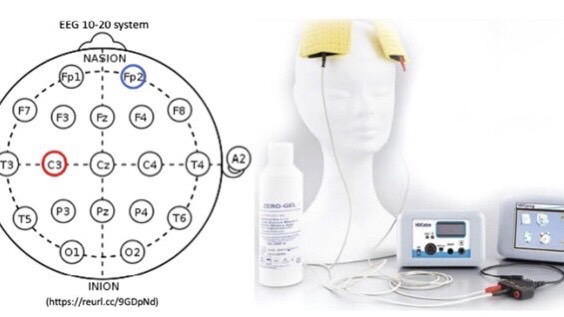 EEG 10-20 system
NASION
Fp1
Fp2
F7
F3
Fz
F4
F8
T3
C3
Cz
C4
T4
A2
T5
P3
Pz
P4
T6
O1
O2
INION
(https://reurl.cc/9GDpNd)
ZERO-GEL